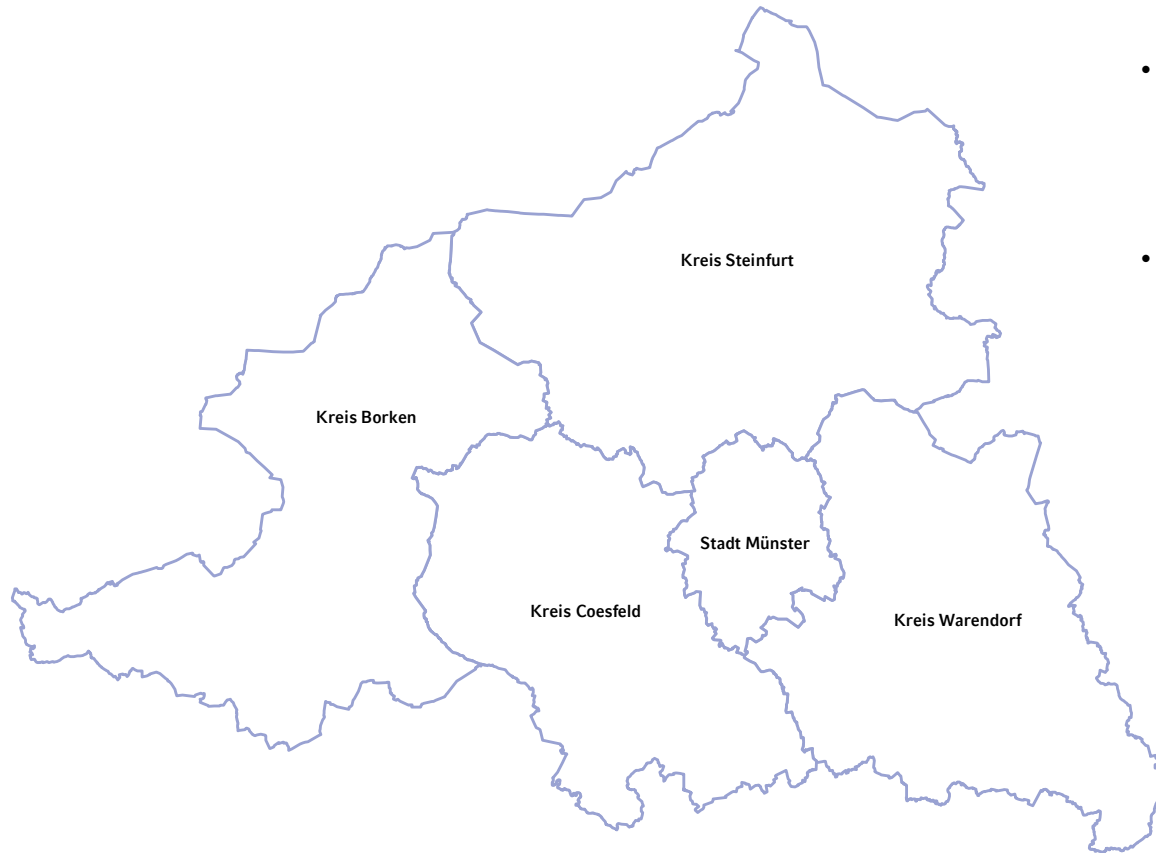 •
•
Kreis Steinfurt
Kreis Borken
Stadt Münster
Kreis Coesfeld
Kreis Warendorf